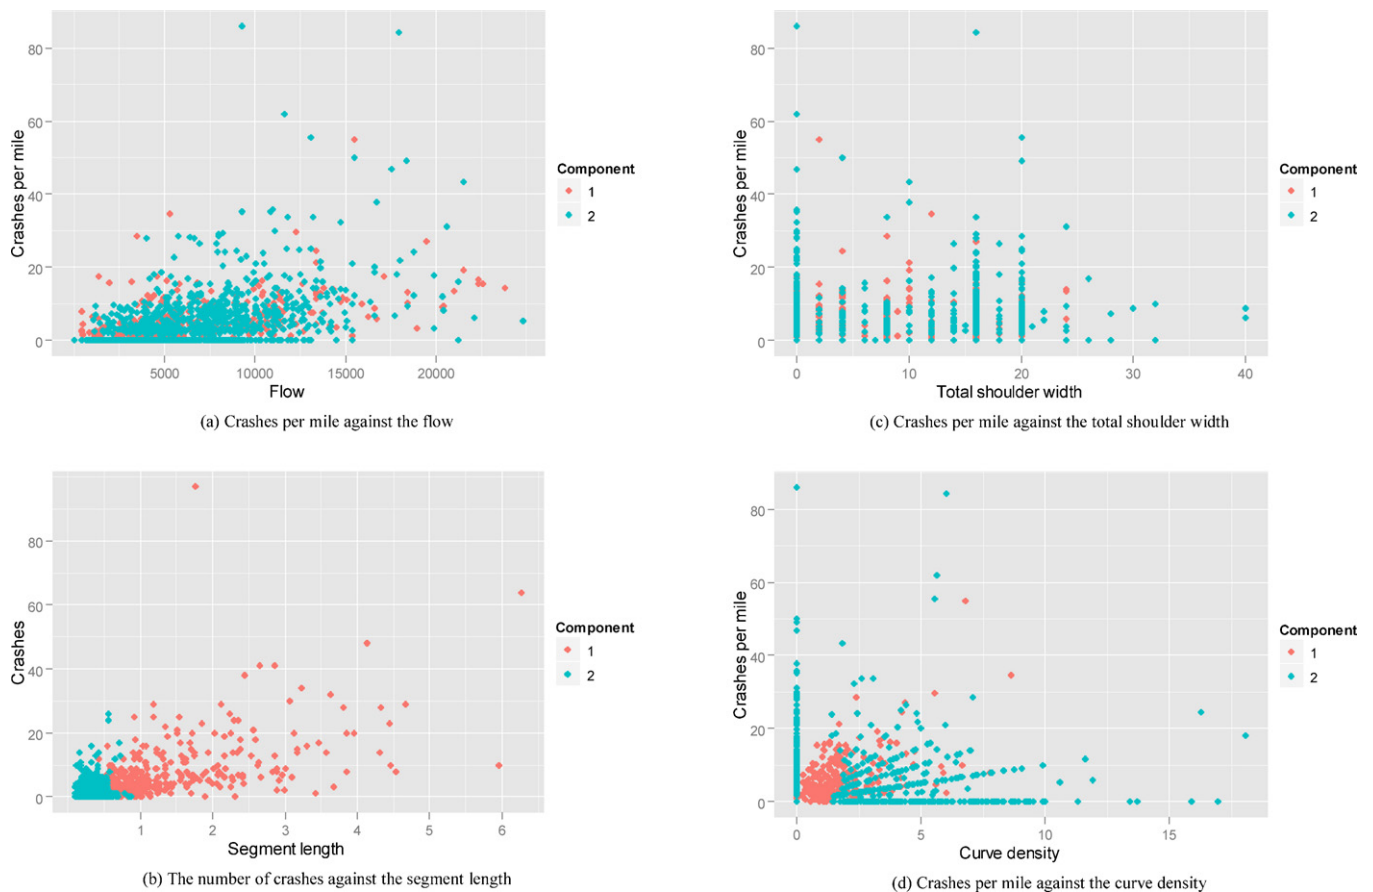 80
60
40
20
0
Crashes per mile
5000
10000
15000
20000
Flow
Component
1
2
(a) Crashes per mile against the flow
80
60
40
20
0
Crashes per mile
0
10
20
30
40
Total shoulder width
Component
1
2
(c) Crashes per mile against the total shoulder width
80
60
40
20
0
Crashes
1
2
3
4
5
6
Segment length
Component
1
2
(b) The number of crashes against the segment length
80
60
40
20
0
Crashes per mile
0
5
10
15
Curve density
Component
1
2
(d) Crashes per mile against the curve density